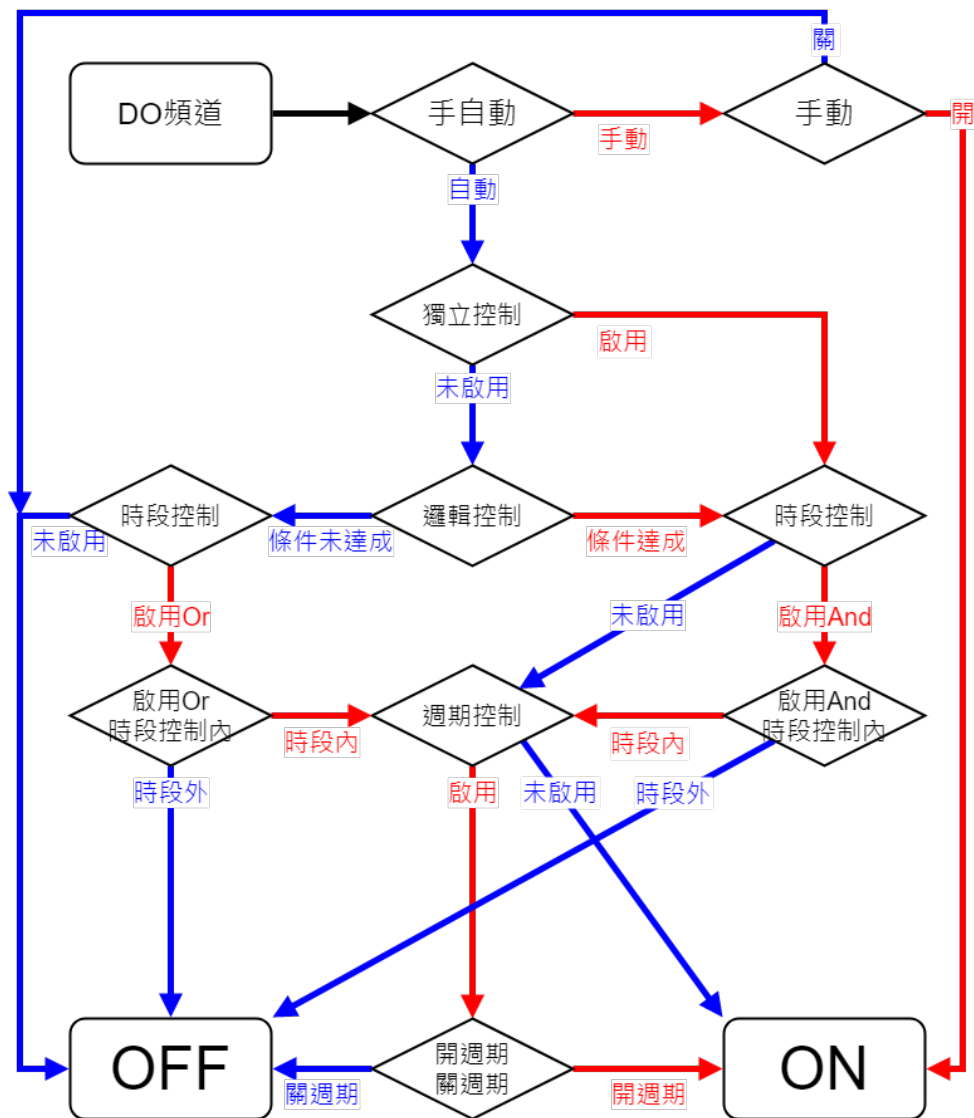 關
DO頻道
手自動
手動
手動
開
自動
獨立控制
啟用
未啟用
時段控制
邏輯控制
時段控制
未啟用
條件未達成
條件達成
啟用Or
未啟用
啟用And
啟用Or
時段控制內
週期控制
啟用And
時段控制內
時段內
時段內
時段外
啟用
未啟用
時段外
OFF
開週期
關週期
ON
關週期
開週期